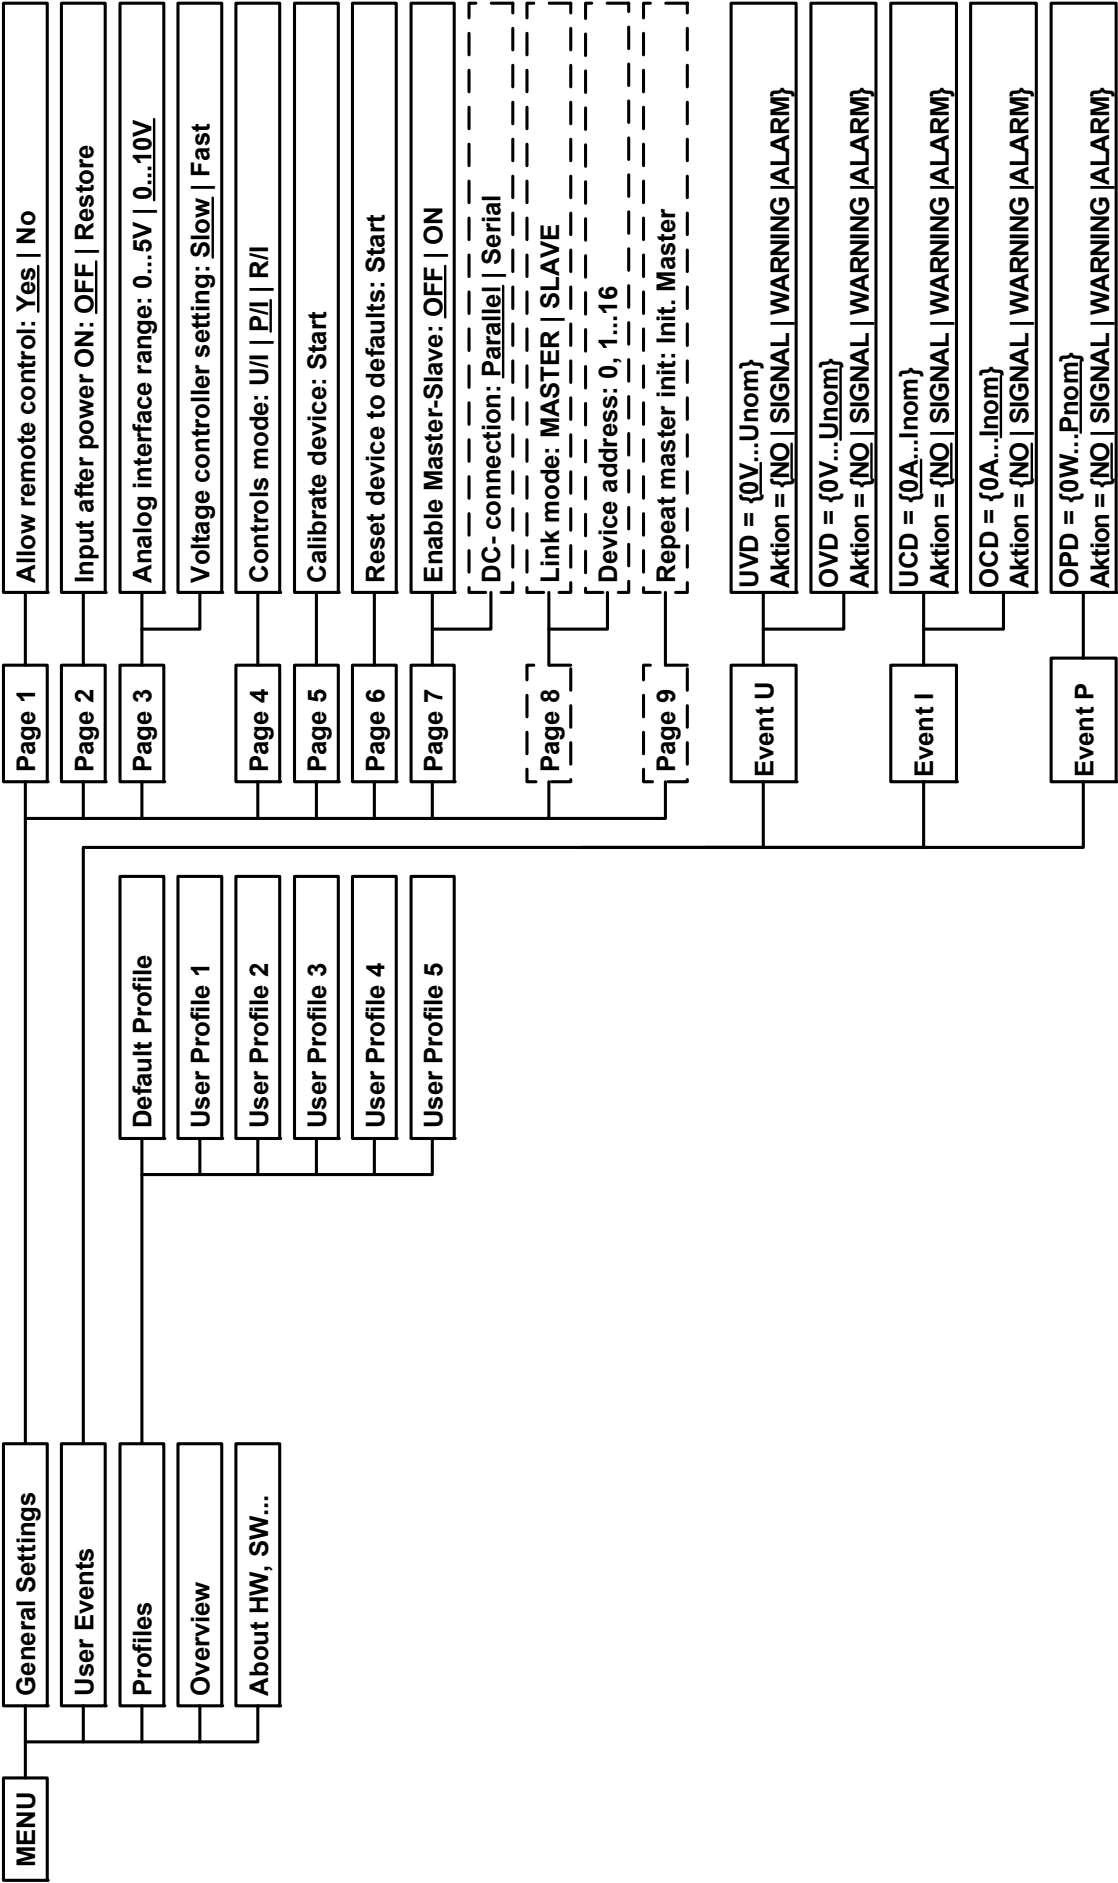 MENU
General Settings
User Events
Profiles
Overview
About HW, SW...
Default Profile
User Profile 1
User Profile 2
User Profile 3
User Profile 4
User Profile 5
Page 1
Allow remote control: Yes | No
Page 2
Input after power ON: OFF | Restore
Page 3
Analog interface range: 0...5V | 0...10V
Voltage controller setting: Slow | Fast
Page 4
Controls mode: U/I | P/I | R/I
Page 5
Calibrate device: Start
Page 6
Reset device to defaults: Start
Page 7
Enable Master-Slave: OFF | ON
DC- connection: Parallel | Serial
Page 8
Link mode: MASTER | SLAVE
Device address: 0, 1...16
Page 9
Repeat master init: Init. Master
Event U
UVD = {0V...Unom}
Aktion = {NO | SIGNAL | WARNING |ALARM}
OVD = {0V...Unom}
Aktion = {NO | SIGNAL | WARNING |ALARM}
Event I
UCD = {0A...Inom}
Aktion = {NO | SIGNAL | WARNING |ALARM}
OCD = {0A...Inom}
Aktion = {NO | SIGNAL | WARNING |ALARM}
Event P
OPD = {0W...Pnom}
Aktion = {NO | SIGNAL | WARNING |ALARM}